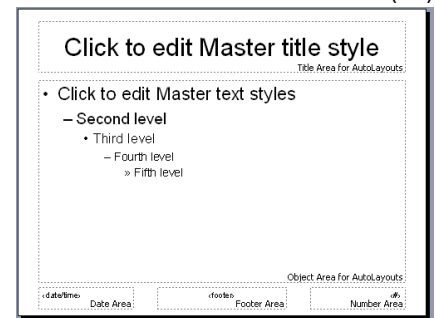 Click to edit Master title style
Title Area for AutoLayouts
• Click to edit Master text styles
– Second level
• Third level
– Fourth level
» Fifth level
Object Area for AutoLayouts
‹date/time›
Date Area
‹footer›
Footer Area
‹#›
Number Area